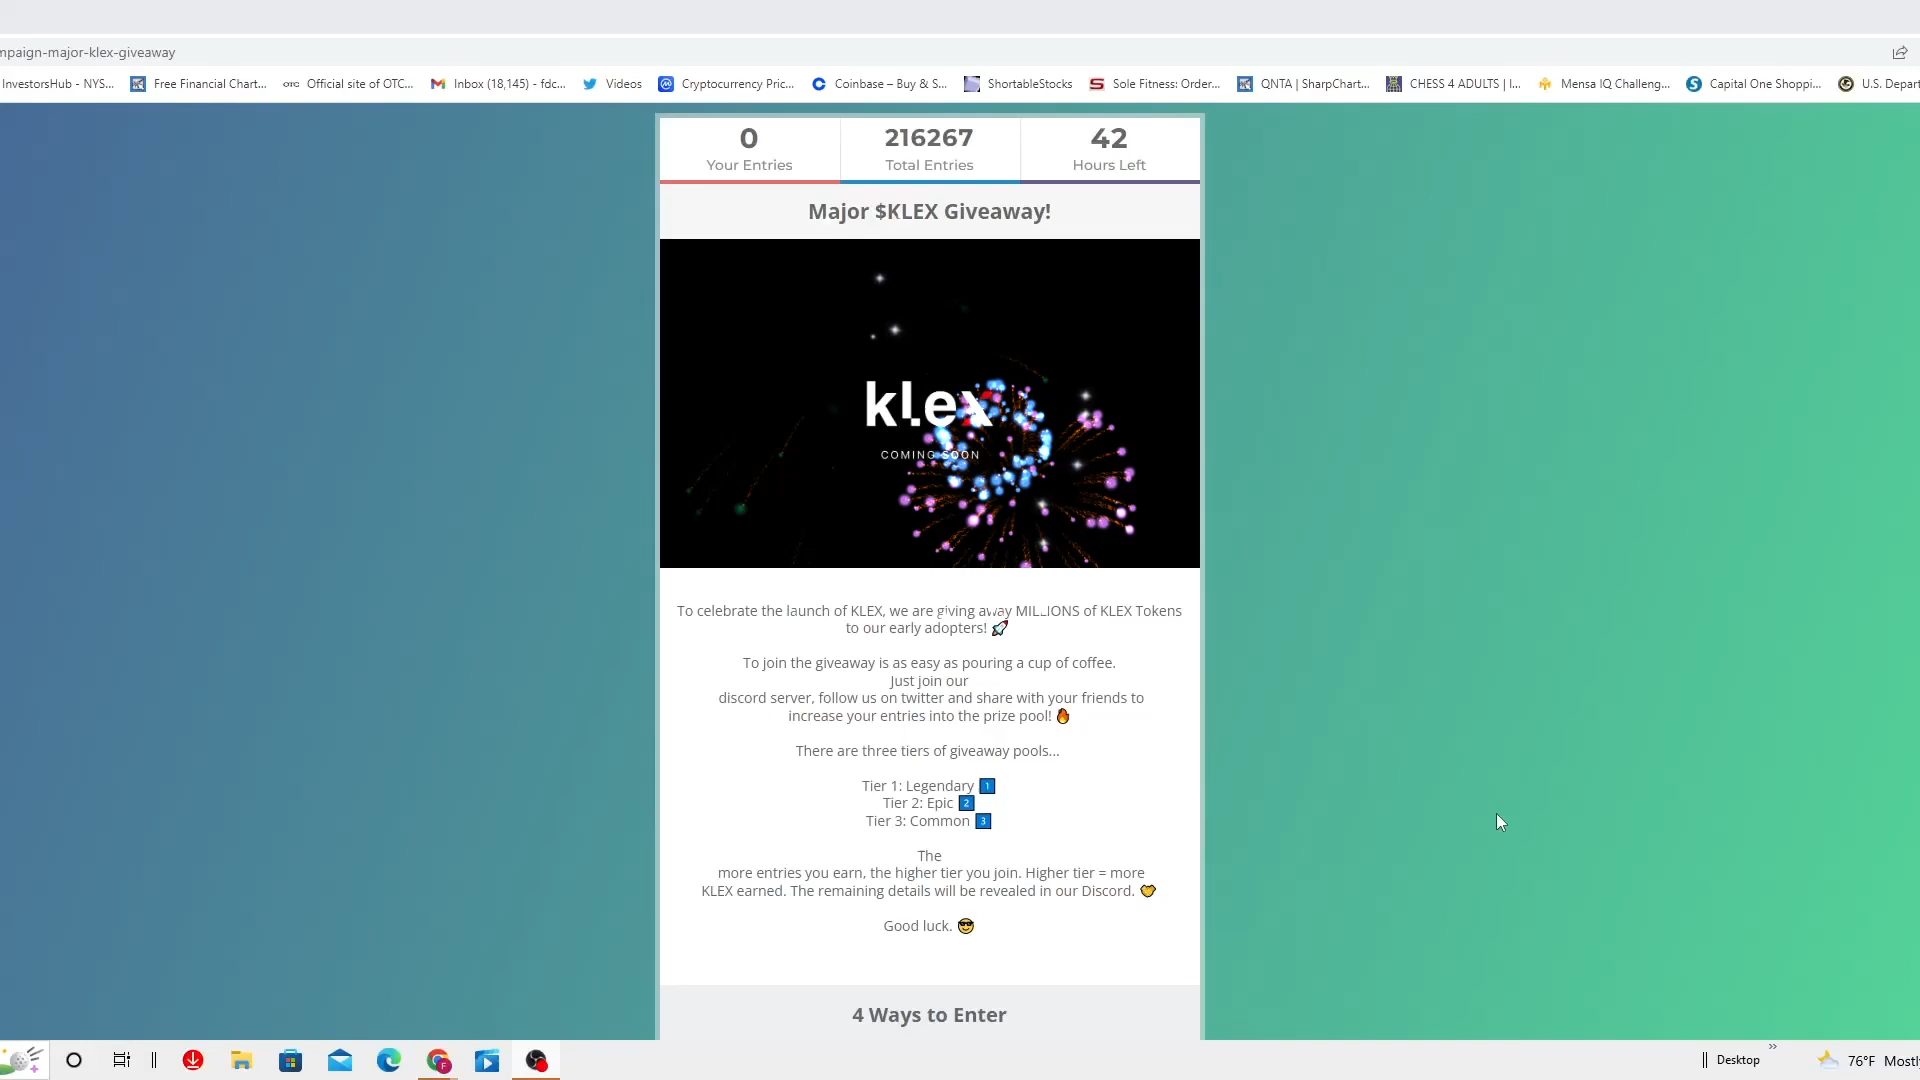 mpaign-major-klex-giveaway
InvestorsHub - NYS... Free Financial Chart... OTC Official site of OTC... Inbox (18,145) - fdc... Videos Cryptocurrency Pric... Coinbase – Buy & S... ShortableStocks Sole Fitness: Order... QNTA | SharpChart... CHESS 4 ADULTS | I... Mensa IQ Challeng... Capital One Shoppi... U.S. Depart
0 216267 42
Your Entries Total Entries Hours Left
Major $KLEX Giveaway!
klex
COMING SOON
To celebrate the launch of KLEX, we are giving away MILLIONS of KLEX Tokens
to our early adopters! 🚀
To join the giveaway is as easy as pouring a cup of coffee.
Just join our
discord server, follow us on twitter and share with your friends to
increase your entries into the prize pool! 🔥
There are three tiers of giveaway pools...
Tier 1: Legendary 1️⃣
Tier 2: Epic 2️⃣
Tier 3: Common 3️⃣
The
more entries you earn, the higher tier you join. Higher tier = more
KLEX earned. The remaining details will be revealed in our Discord. 🤝
Good luck. 😎
4 Ways to Enter
Desktop
76°F Mostly